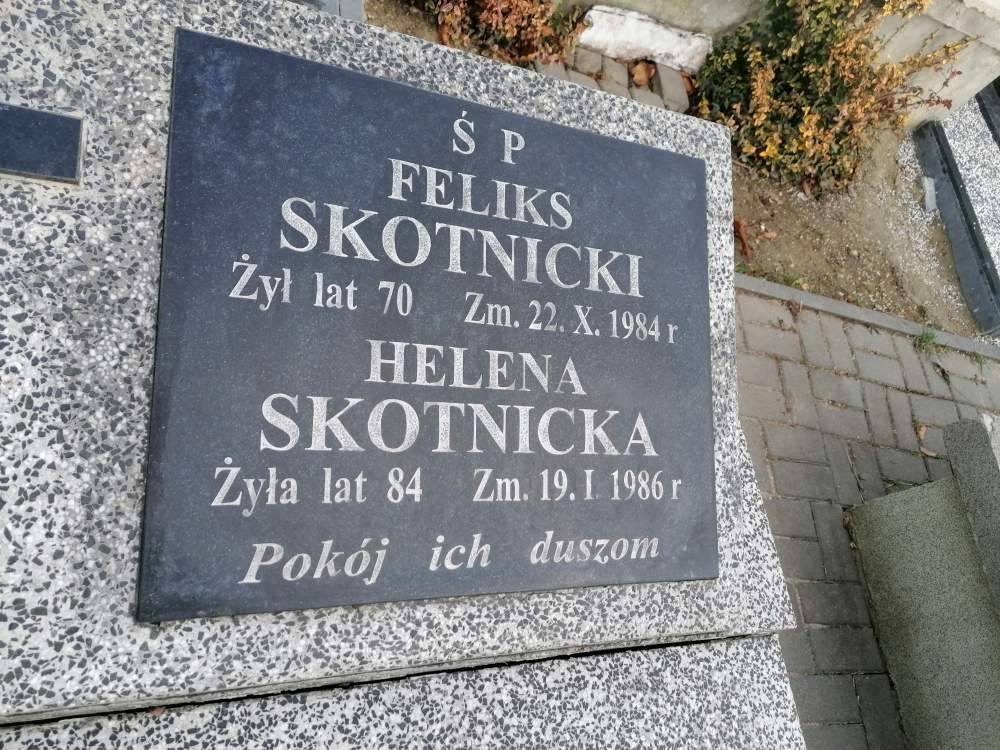 Ś P
FELIKS
SKOTNICKI
Żył lat 70 Zm. 22. X. 1984 r
HELENA
SKOTNICKA
Żyła lat 84 Zm. 19. I 1986 r
Pokój ich duszom